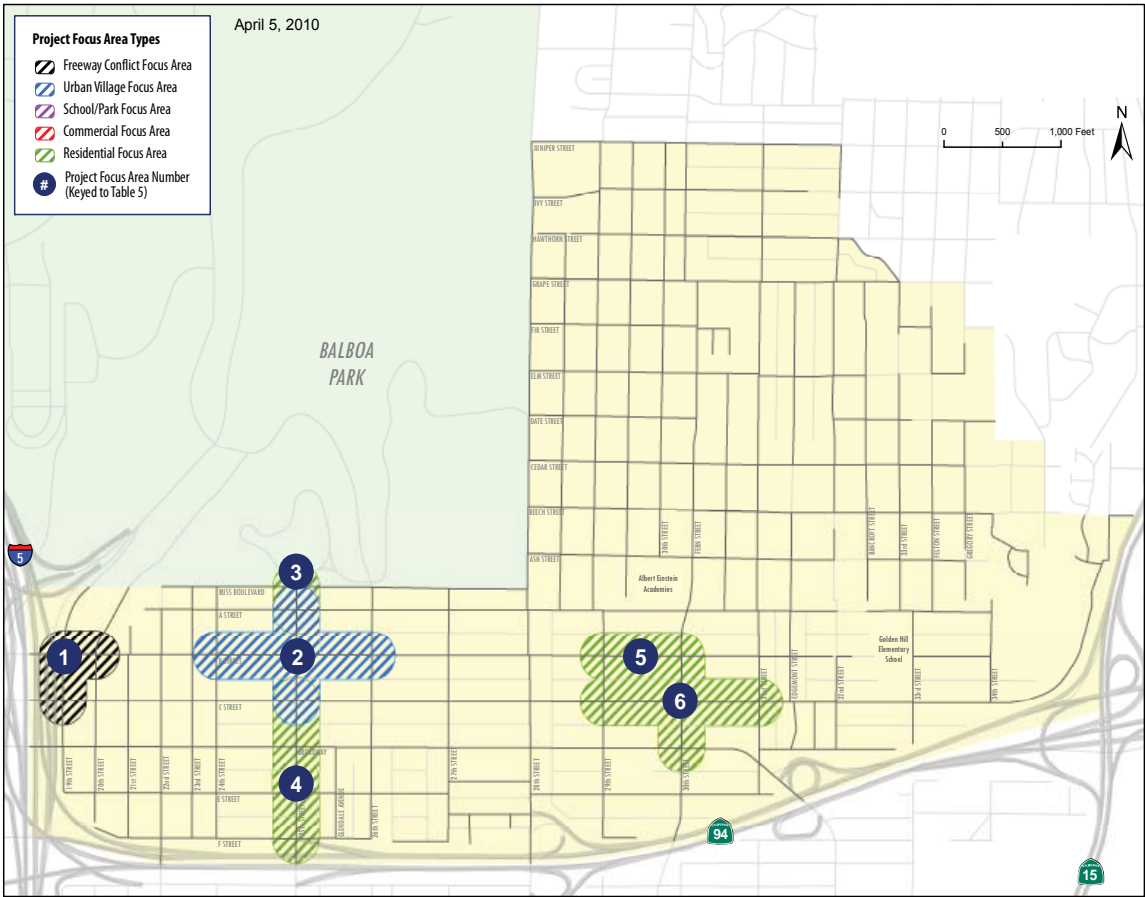 April 5, 2010
Project Focus Area Types
Freeway Conflict Focus Area
Urban Village Focus Area
School/Park Focus Area
Commercial Focus Area
Residential Focus Area
# Project Focus Area Number
(Keyed to Table 5)
N
0 500 1,000 Feet
JUNIPER STREET
IVY STREET
HAWTHORN STREET
GRAPE STREET
FIR STREET
BALBOA
PARK
ELM STREET
DATE STREET
CEDAR STREET
BEECH STREET
30th STREET
FERN STREET
BANCROFT STREET
33rd STREET
FELTON STREET
GREGORY STREET
5
ASH STREET
3
Albert Einstein
Academies
RUSS BOULEVARD
A STREET
1
2
5
Golden Hill
Elementary
School
EDGEMONT STREET
32nd STREET
33rd STREET
34th STREET
6
C STREET
BROADWAY
19th STREET
20th STREET
21st STREET
22nd STREET
23rd STREET
24th STREET
4
GLENDALE AVENUE
26th STREET
27th STREET
28th STREET
29th STREET
30th STREET
E STREET
F STREET
94
15